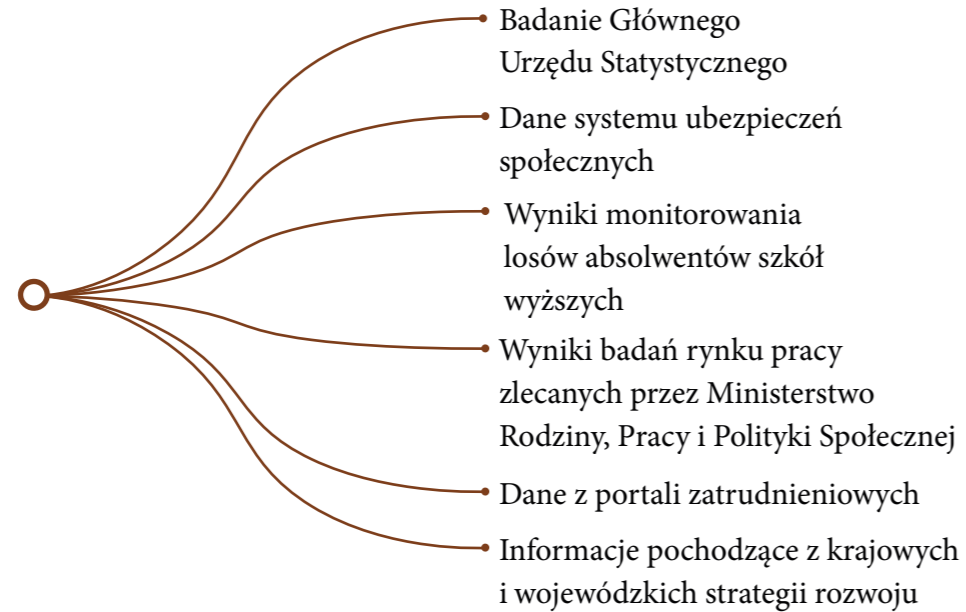 Badanie Głównego
Urzędu Statystycznego
Dane systemu ubezpieczeń
społecznych
Wyniki monitorowania
losów absolwentów szkół
wyższych
Wyniki badań rynku pracy
zlecanych przez Ministerstwo
Rodziny, Pracy i Polityki Społecznej
Dane z portali zatrudnieniowych
Informacje pochodzące z krajowych
i wojewódzkich strategii rozwoju